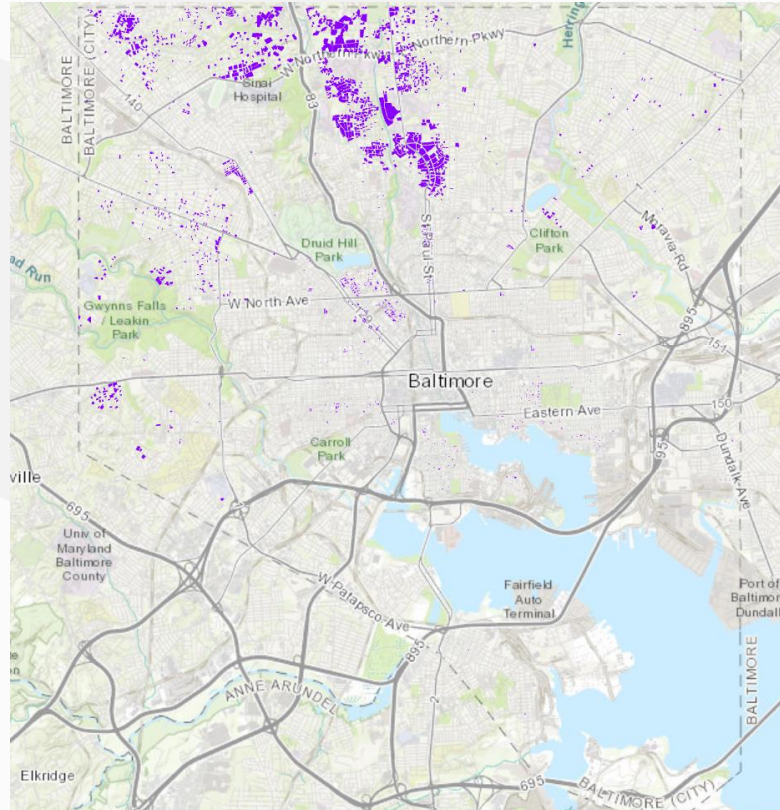 Herring
BALTIMORE
BALTIMORE (CITY)
W Northern Pkwy
Northern-Pkwy
Sinai
Hospital
83
140
1
Moravia-Rd
Druid Hill
Park
St Paul St
Clifton
Park
ad Run
Gwynns Falls
/ Leakin
Park
W North Ave
895
151
Baltimore
Eastern Ave
150
Carroll
Park
95
Dundalk-Ave
ville
695
Univ of
Maryland
Baltimore
County
W-Patapsco-Ave
Fairfield
Auto
Terminal
Port of
Baltimor
Dundal
895
ANNE ARUNDEL
2
BALTIMORE
Elkridge
695
BALTIMORE (CITY)